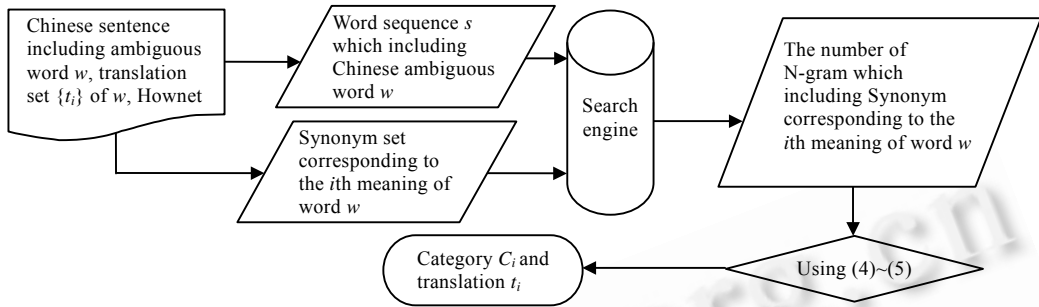 Chinese sentence
including ambiguous
word w, translation
set {ti} of w, Hownet
Word sequence s
which including
Chinese ambiguous
word w
Synonym set
corresponding to
the ith meaning of
word w
Search
engine
The number of
N-gram which
including Synonym
corresponding to the
ith meaning of word w
Using (4)~(5)
Category Ci and
translation ti